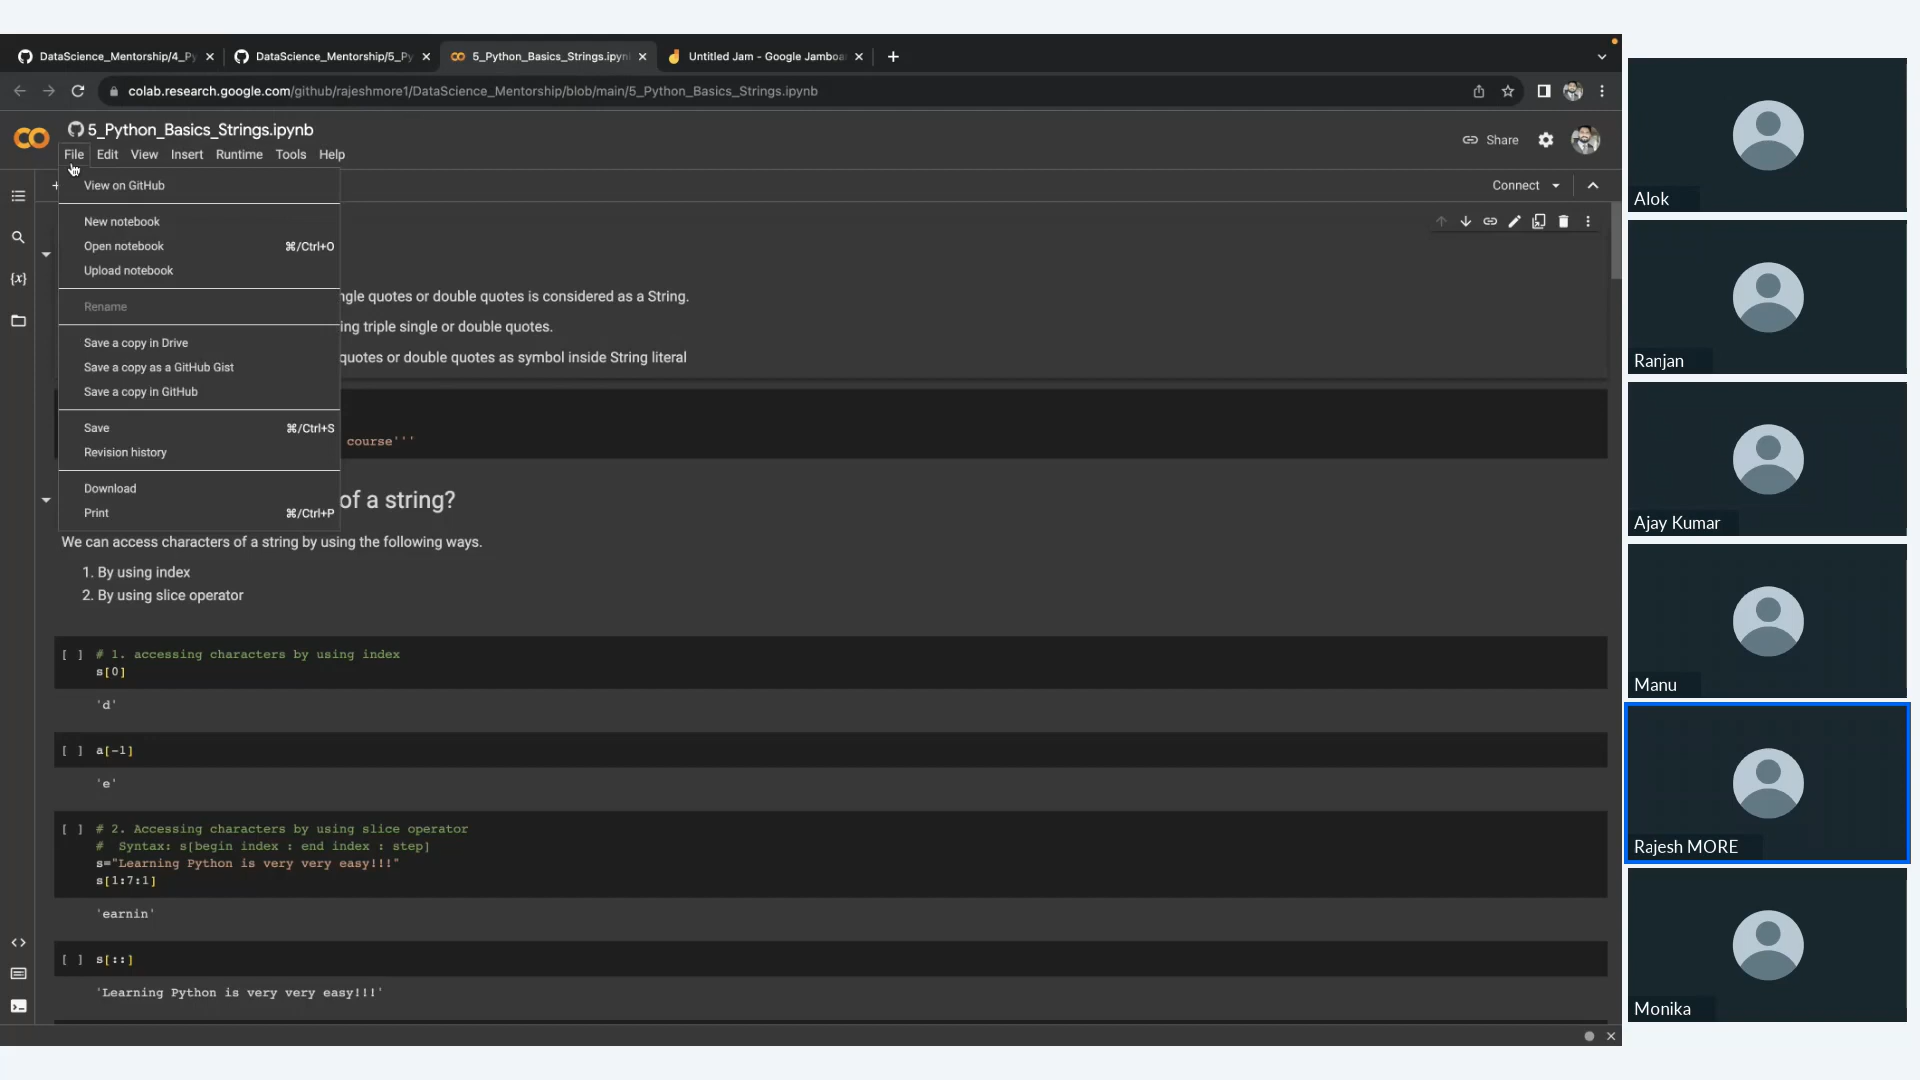 DataScience_Mentorship/4_Py
DataScience_Mentorship/5_Py
5_Python_Basics_Strings.ipyn
Untitled Jam - Google Jamboa
colab.research.google.com/github/rajeshmore1/DataScience_Mentorship/blob/main/5_Python_Basics_Strings.ipynb
5_Python_Basics_Strings.ipynb
File Edit View Insert Runtime Tools Help
Share
Connect
View on GitHub
New notebook
Open notebook ⌘/Ctrl+O
Upload notebook
Rename
Save a copy in Drive
Save a copy as a GitHub Gist
Save a copy in GitHub
Save ⌘/Ctrl+S
Revision history
Download
Print ⌘/Ctrl+P
ngle quotes or double quotes is considered as a String.
ing triple single or double quotes.
quotes or double quotes as symbol inside String literal
course'''
of a string?
We can access characters of a string by using the following ways.
1. By using index
2. By using slice operator
[ ] # 1. accessing characters by using index
s[0]
'd'
[ ] a[-1]
'e'
[ ] # 2. Accessing characters by using slice operator
# Syntax: s[begin index : end index : step]
s="Learning Python is very very easy!!!"
s[1:7:1]
'earnin'
[ ] s[::]
'Learning Python is very very easy!!!'
Alok
Ranjan
Ajay Kumar
Manu
Rajesh MORE
Monika